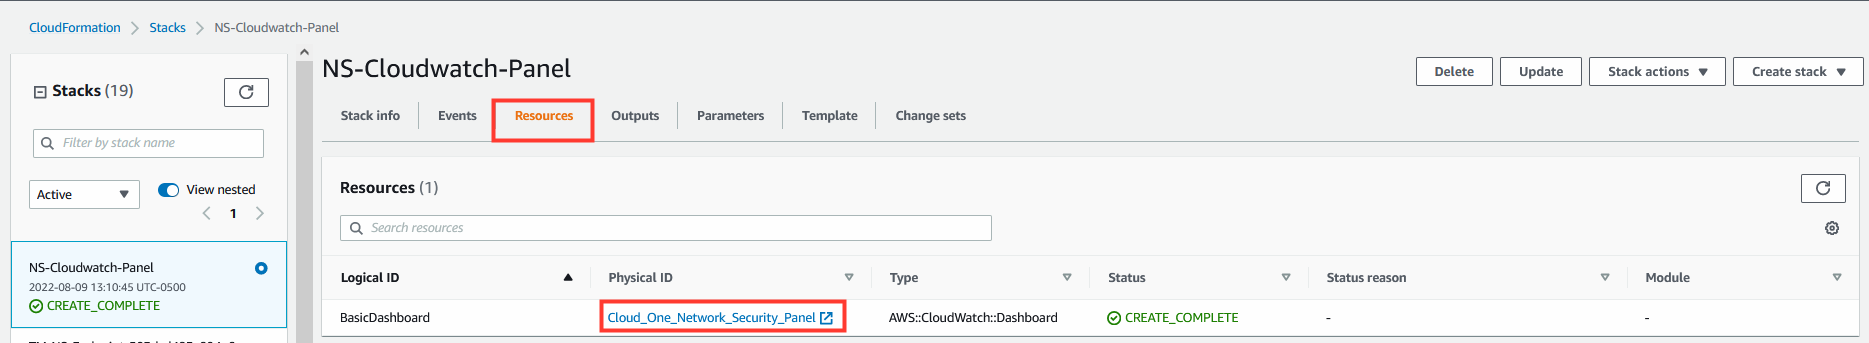 CloudFormation > Stacks > NS-Cloudwatch-Panel
Stacks (19)
Filter by stack name
Active
View nested
1
NS-Cloudwatch-Panel
2022-08-09 13:10:45 UTC-0500
CREATE_COMPLETE
NS-Cloudwatch-Panel
Delete Update Stack actions Create stack
Stack info Events Resources Outputs Parameters Template Change sets
Resources (1)
Search resources
Logical ID Physical ID Type Status Status reason Module
BasicDashboard Cloud_One_Network_Security_Panel AWS::CloudWatch::Dashboard CREATE_COMPLETE - -